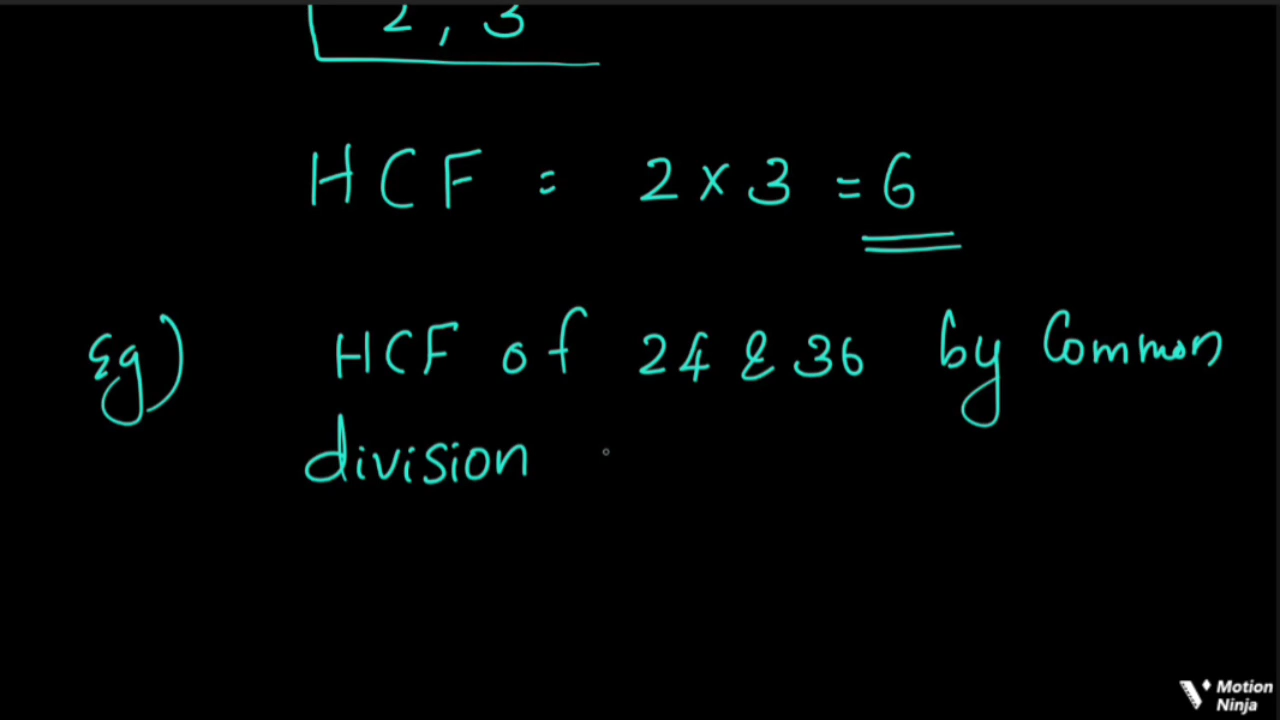 2, 3
HCF = 2 × 3 = 6
Eg) HCF of 24 & 36 by Common
division
Motion
Ninja